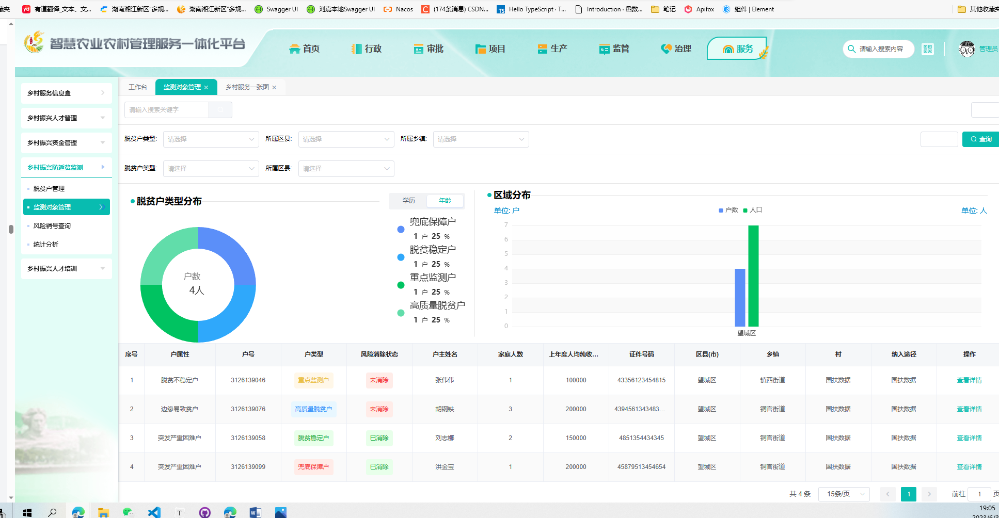 藏夹 有道翻译_文本、文... 湖南湘江新区"多规... 湖南湘江新区"多规... Swagger UI 刘嘉本地Swagger UI Nacos (174条消息) CSDN... Hello TypeScript · T... Introduction · 函数... 笔记 Apifox 组件 | Element 其他收藏夹
智慧农业农村管理服务一体化平台 首页 行政 审批 项目 生产 监管 治理 服务 请输入搜索内容 管理员
乡村服务信息盒
乡村振兴人才管理
乡村振兴资金管理
乡村振兴防返贫监测
脱贫户管理
监测对象管理
风险销号查询
统计分析
乡村振兴人才培训
工作台 监测对象管理 乡村服务一张图
请输入搜索关键字
脱贫户类型: 请选择 所属区县: 请选择 所属乡镇: 请选择 查询
脱贫户类型: 请选择 所属区县: 请选择
脱贫户类型分布 学历 年龄
户数
4人
兜底保障户
1 户 25 %
脱贫稳定户
1 户 25 %
重点监测户
1 户 25 %
高质量脱贫户
1 户 25 %
区域分布
单位: 户 户数 人口 单位: 人
7
6
5
4
3
2
1
0
望城区
序号 户属性 户号 户类型 风险消除状态 户主姓名 家庭人数 上年度人均纯收... 证件号码 区县(市) 乡镇 村 纳入途径 操作
1 脱贫不稳定户 3126139046 重点监测户 未消除 张伟伟 1 100000 43356123454815 望城区 镇西街道 国扶数据 国扶数据 查看详情
2 边缘易致贫户 3126139076 高质量脱贫户 未消除 胡钢铁 3 200000 4394561343483... 望城区 铜官街道 国扶数据 国扶数据 查看详情
3 突发严重困难户 3126139058 脱贫稳定户 已消除 刘志娜 2 150000 4851354434345 望城区 铜官街道 国扶数据 国扶数据 查看详情
4 突发严重困难户 3126139099 兜底保障户 已消除 洪金宝 1 200000 45879513454654 望城区 铜官街道 国扶数据 国扶数据 查看详情
共 4 条 15条/页 1 前往 1 页
19:05